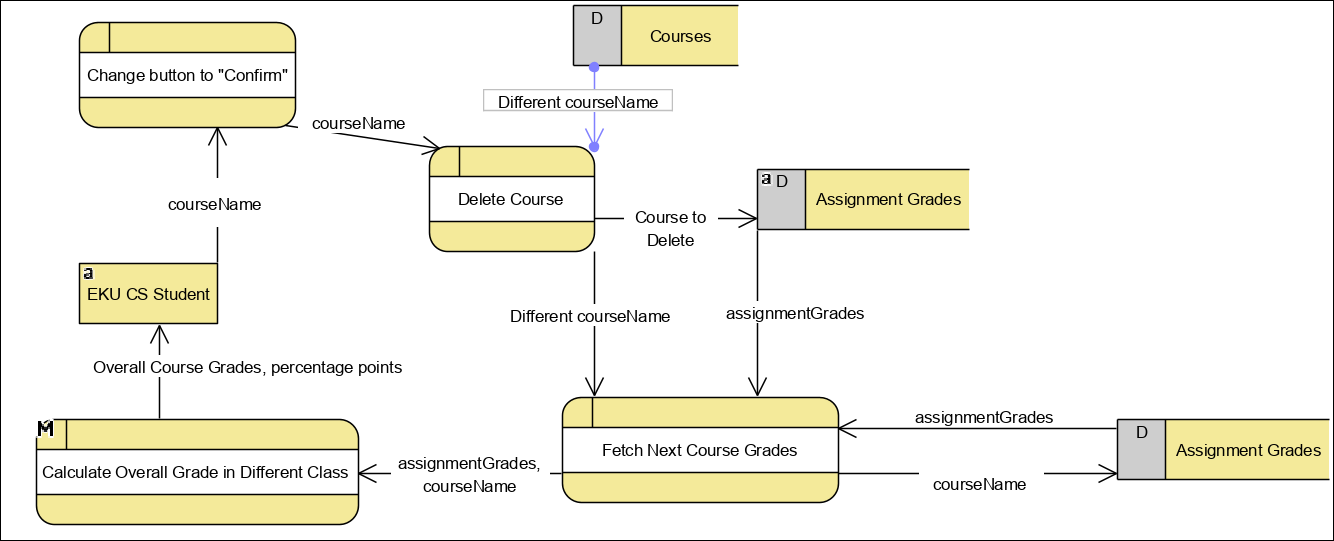 D
Courses
Change button to "Confirm"
Different courseName
courseName
Delete Course
a
D
Assignment Grades
courseName
Course to
Delete
a
EKU CS Student
Different courseName
assignmentGrades
Overall Course Grades, percentage points
assignmentGrades
M
D
Fetch Next Course Grades
Assignment Grades
Calculate Overall Grade in Different Class
assignmentGrades,
courseName
courseName